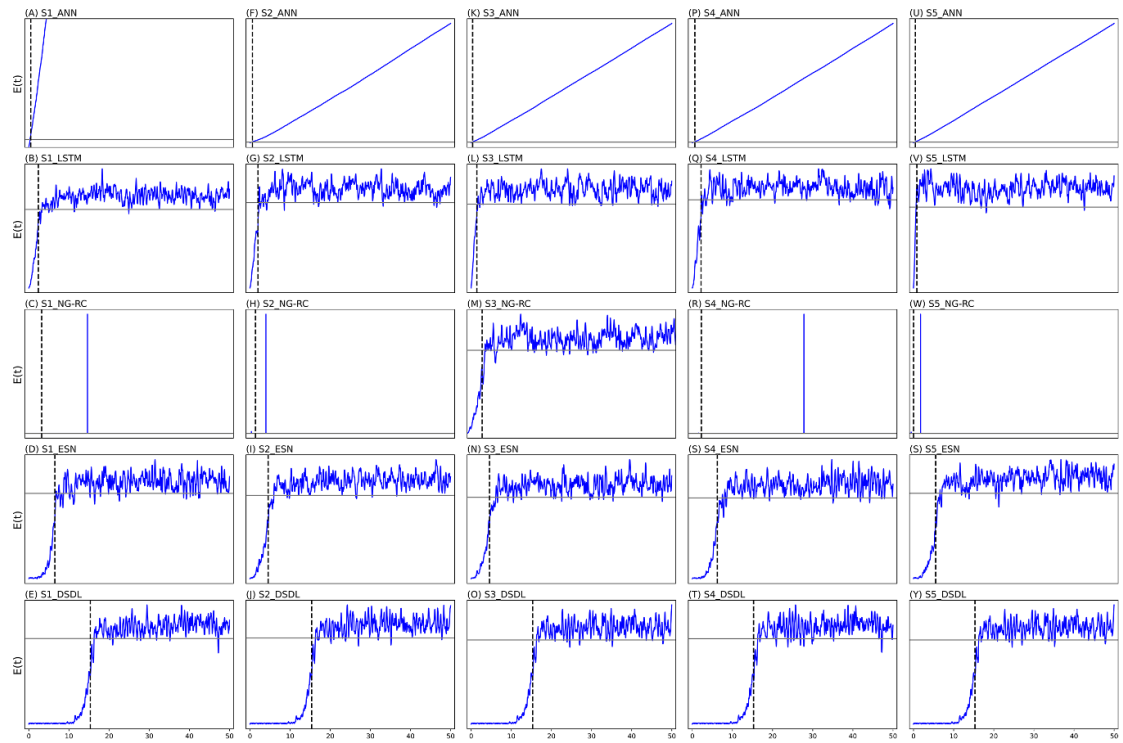 (A) S1_ANN
(F) S2_ANN
(K) S3_ANN
(P) S4_ANN
(U) S5_ANN
E(t)
(B) S1_LSTM
(G) S2_LSTM
(L) S3_LSTM
(Q) S4_LSTM
(V) S5_LSTM
E(t)
(C) S1_NG-RC
(H) S2_NG-RC
(M) S3_NG-RC
(R) S4_NG-RC
(W) S5_NG-RC
E(t)
(D) S1_ESN
(I) S2_ESN
(N) S3_ESN
(S) S4_ESN
(S) S5_ESN
E(t)
(E) S1_DSDL
(J) S2_DSDL
(O) S3_DSDL
(T) S4_DSDL
(Y) S5_DSDL
E(t)
0 10 20 30 40 50
0 10 20 30 40 50
0 10 20 30 40 50
0 10 20 30 40 50
0 10 20 30 40 50